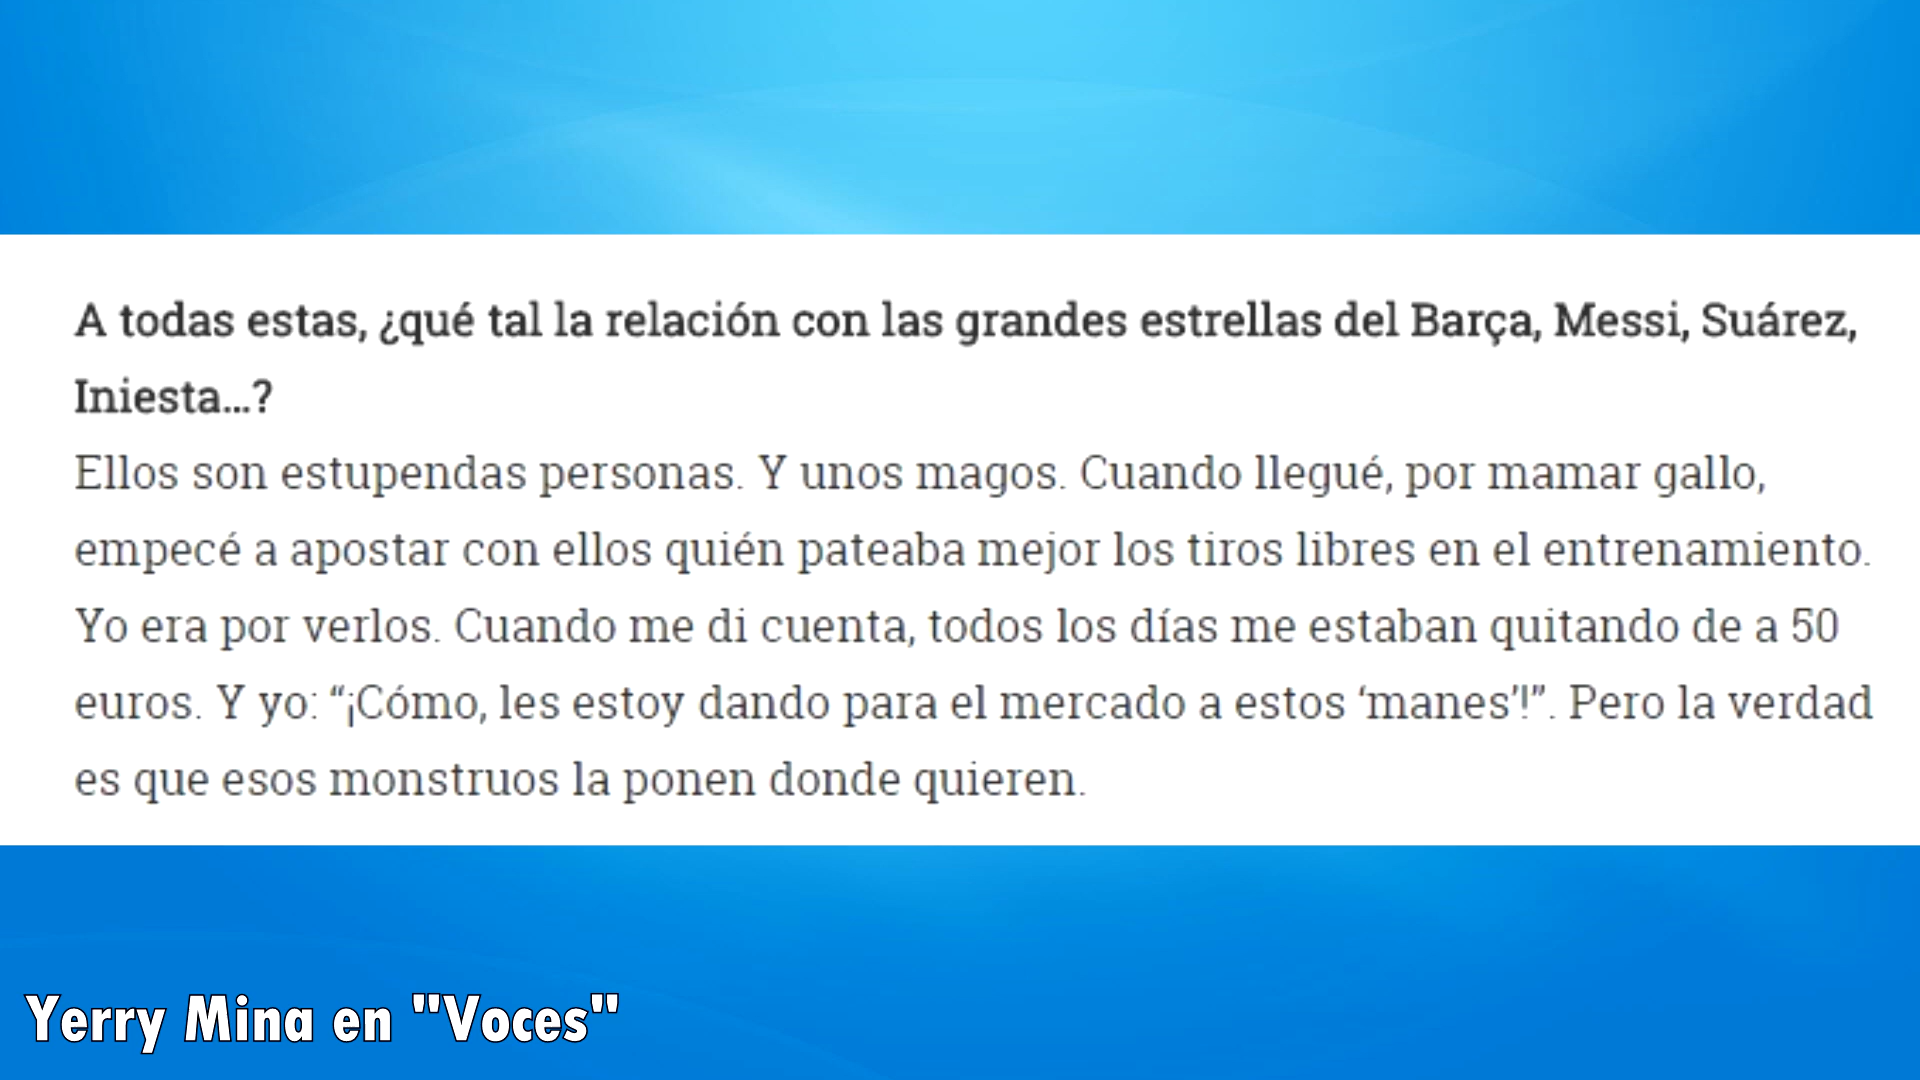 A todas estas, ¿qué tal la relación con las grandes estrellas del Barça, Messi, Suárez,
Iniesta...?
Ellos son estupendas personas. Y unos magos. Cuando llegué, por mamar gallo,
empecé a apostar con ellos quién pateaba mejor los tiros libres en el entrenamiento.
Yo era por verlos. Cuando me di cuenta, todos los días me estaban quitando de a 50
euros. Y yo: “¡Cómo, les estoy dando para el mercado a estos ‘manes’!”. Pero la verdad
es que esos monstruos la ponen donde quieren.
Yerry Mina en "Voces"